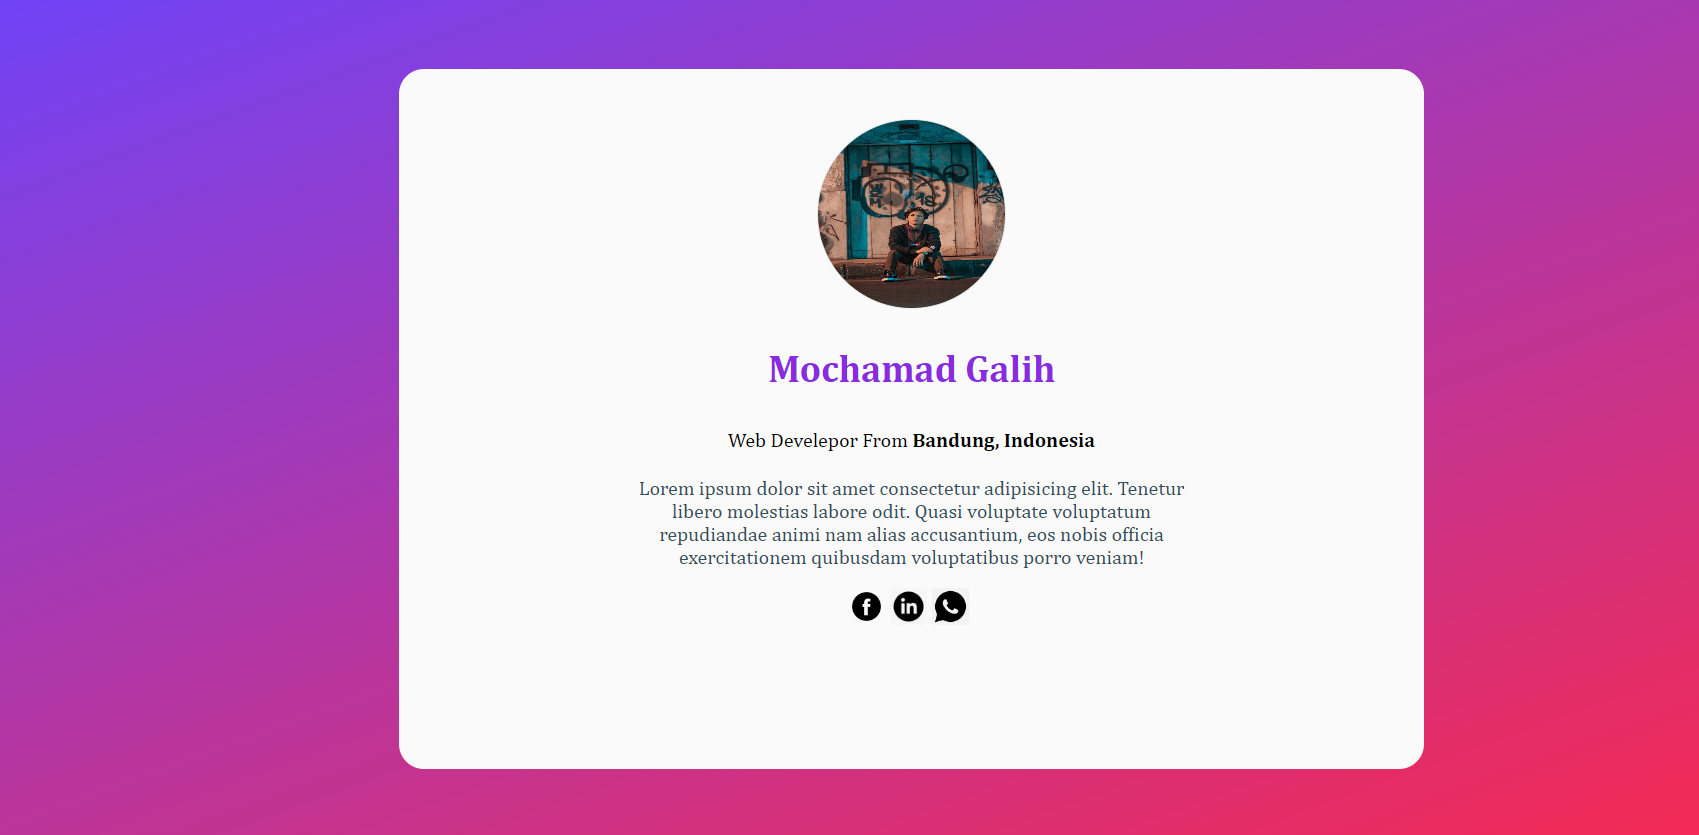 Mochamad Galih
Web Develepor From Bandung, Indonesia
Lorem ipsum dolor sit amet consectetur adipisicing elit. Tenetur
libero molestias labore odit. Quasi voluptate voluptatum
repudiandae animi nam alias accusantium, eos nobis officia
exercitationem quibusdam voluptatibus porro veniam!
f in